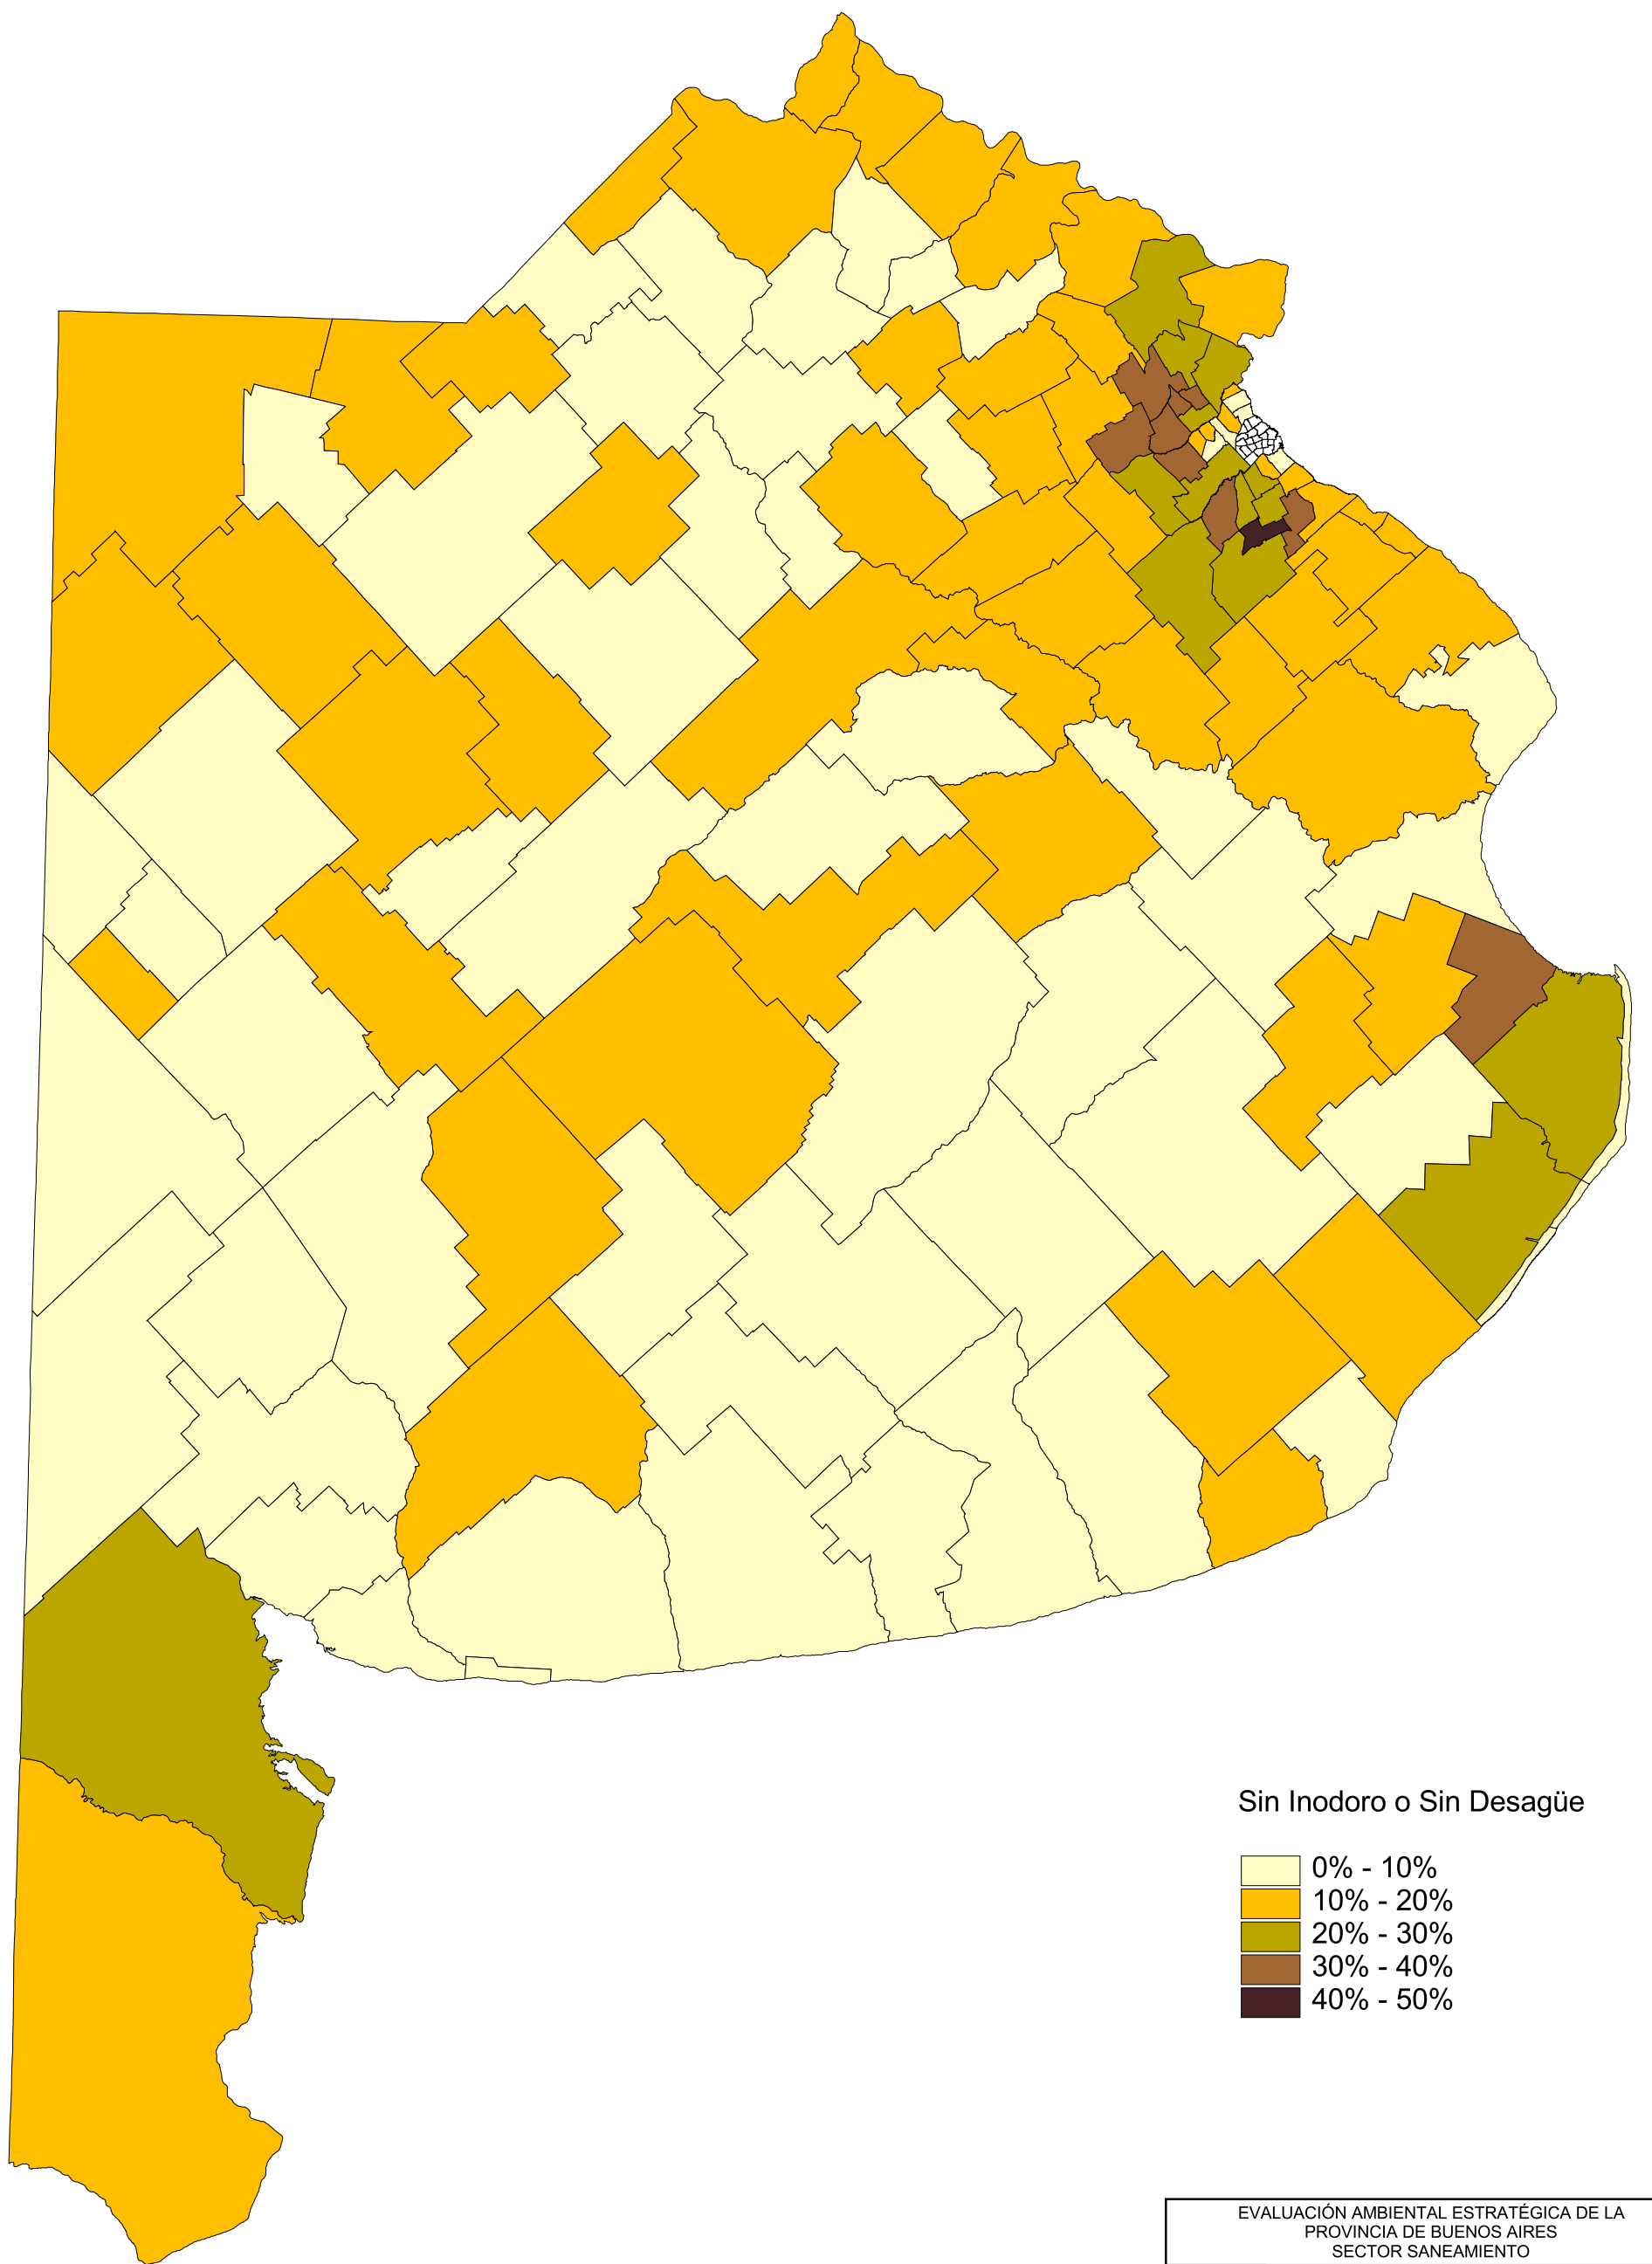 Sin Inodoro o Sin Desagüe
0% - 10%
10% - 20%
20% - 30%
30% - 40%
40% - 50%
EVALUACIÓN AMBIENTAL ESTRATÉGICA DE LA
PROVINCIA DE BUENOS AIRES
SECTOR SANEAMIENTO